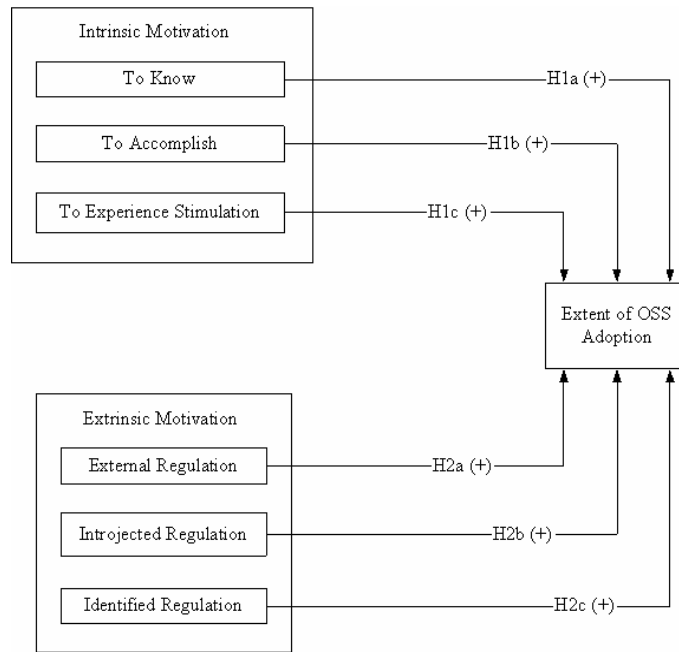 Intrinsic Motivation
To Know
H1a (+)
To Accomplish
H1b (+)
To Experience Stimulation
H1c (+)
Extent of OSS
Adoption
Extrinsic Motivation
External Regulation
H2a (+)
Introjected Regulation
H2b (+)
Identified Regulation
H2c (+)